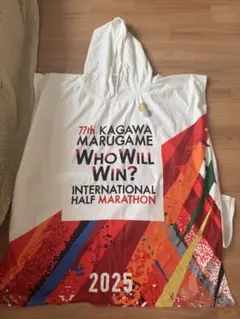 77th KAGAWA
MARUGAME
WHO WILL
WIN?
INTERNATIONAL
HALF MARATHON
2025